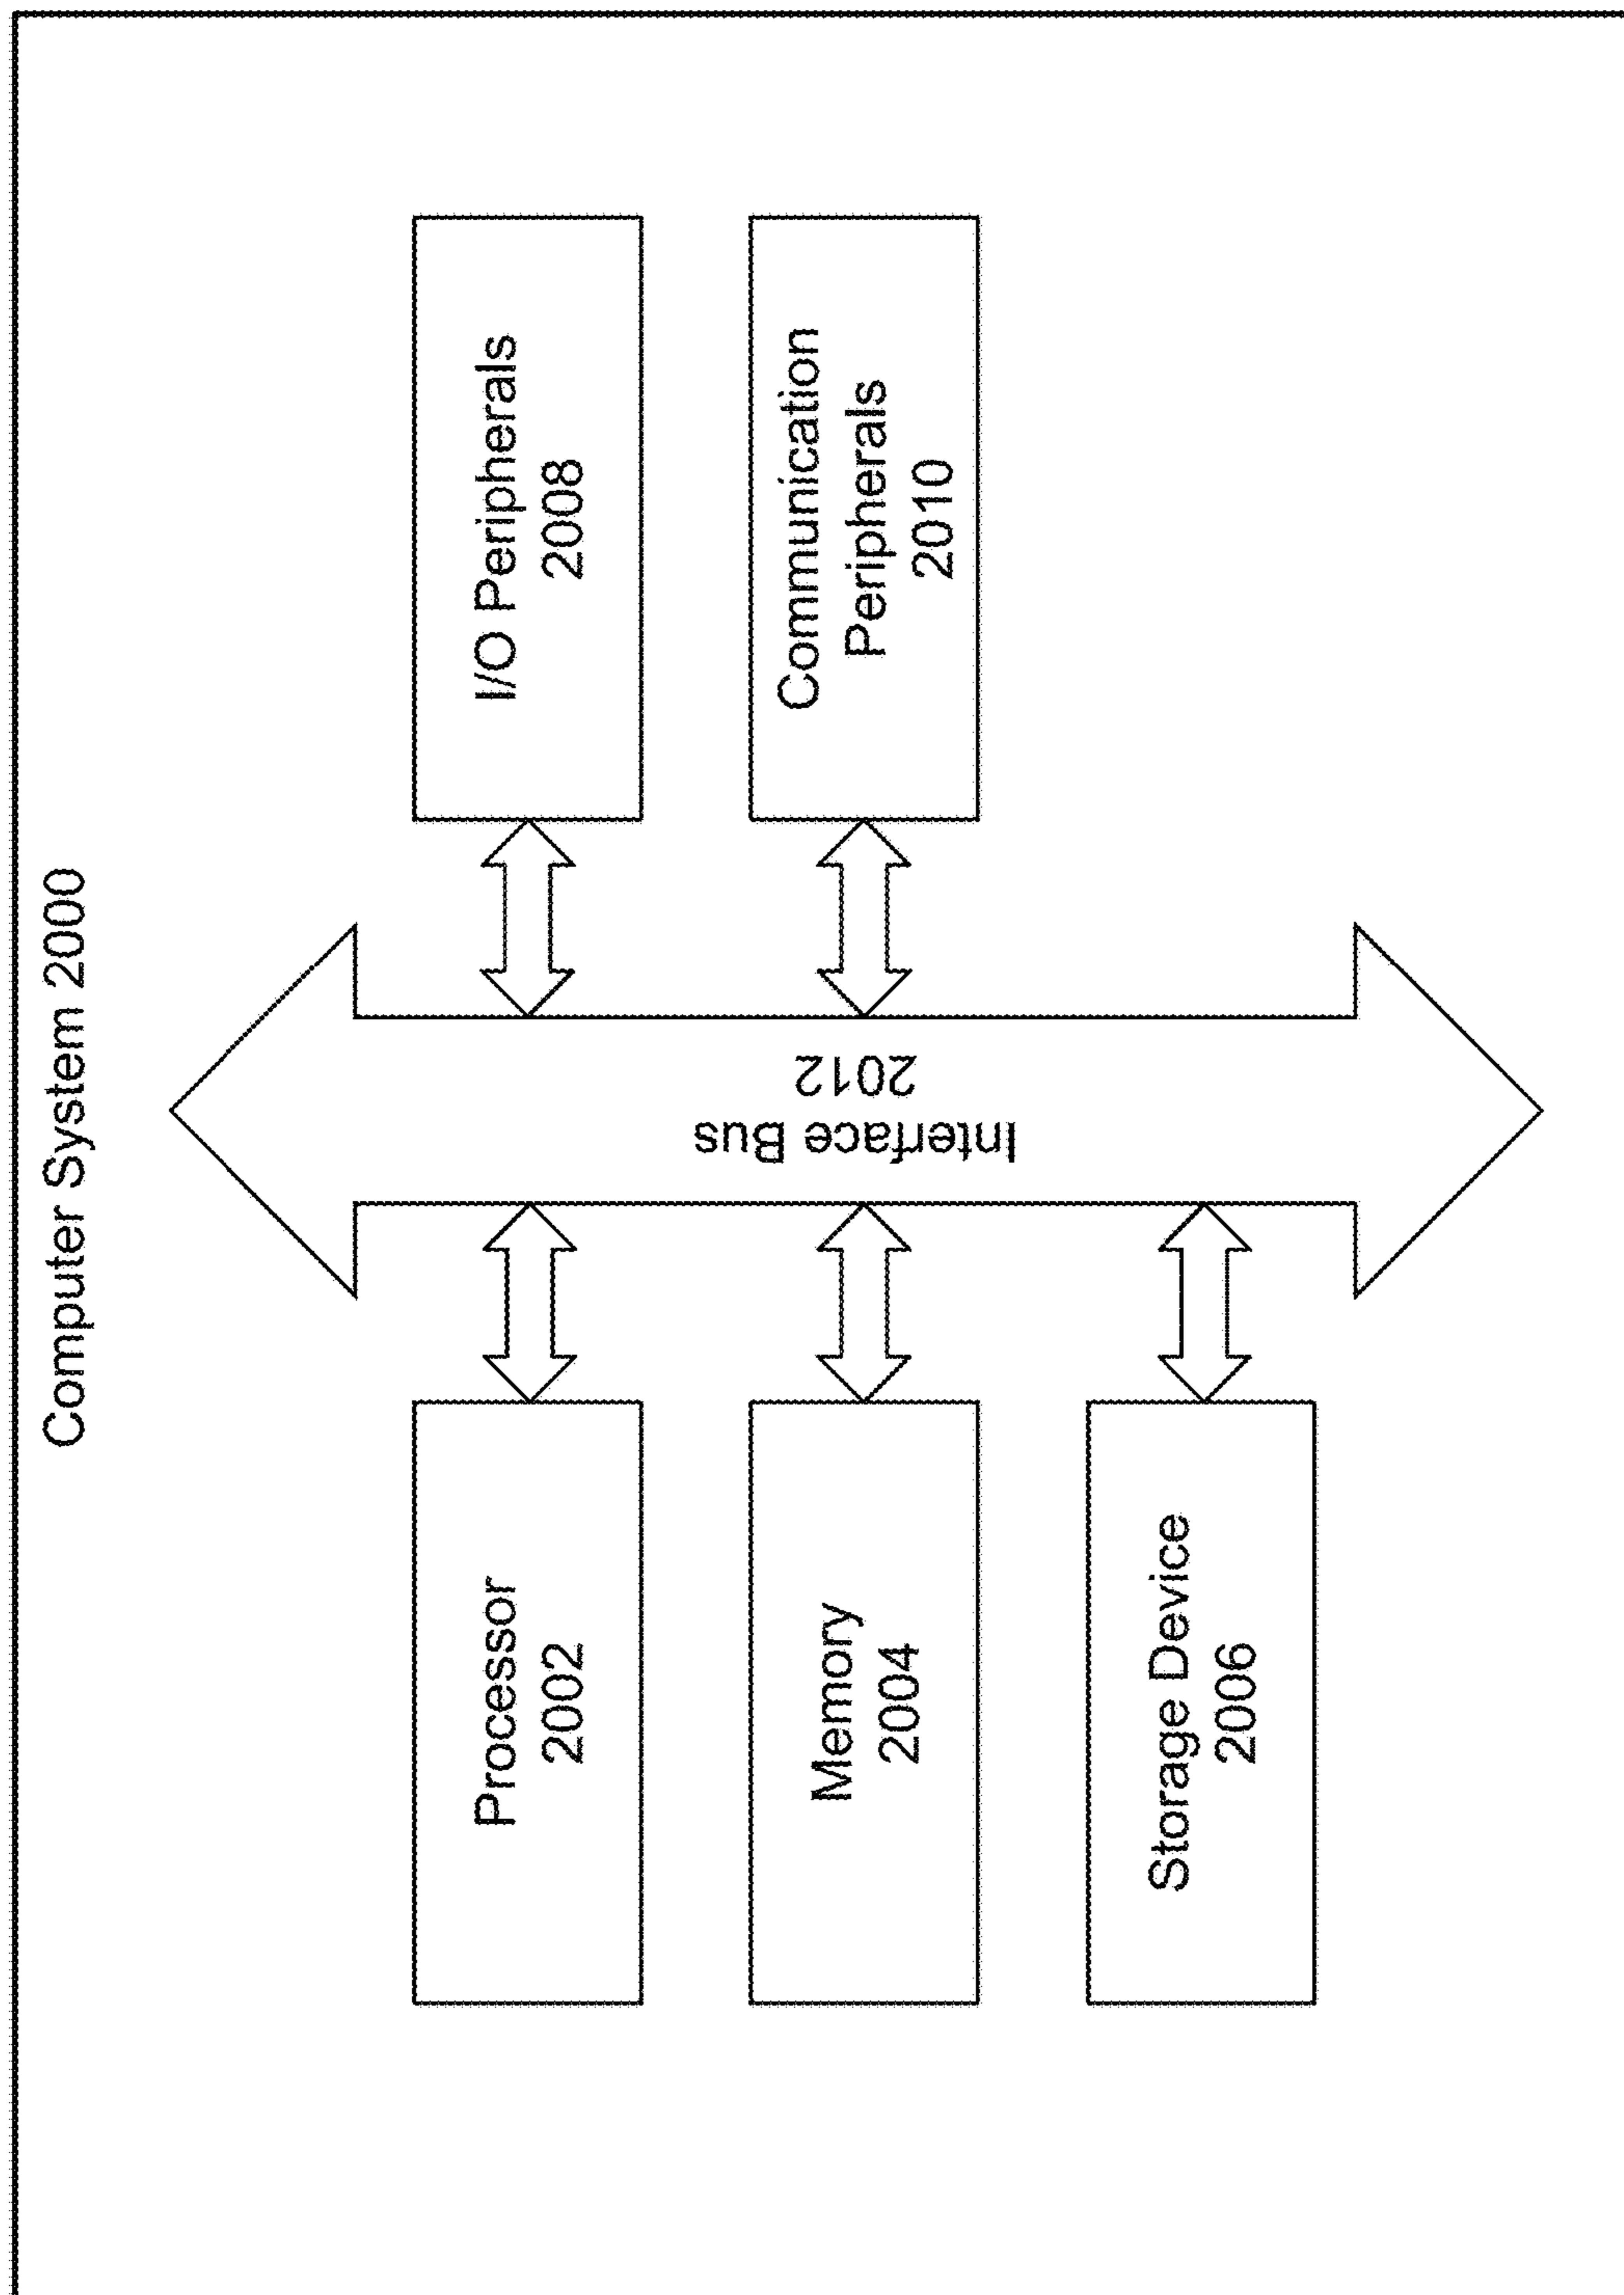 Computer System 2000
Processor
2002
Memory
2004
Storage Device
2006
Interface Bus
2012
I/O Peripherals
2008
Communication
Peripherals
2010